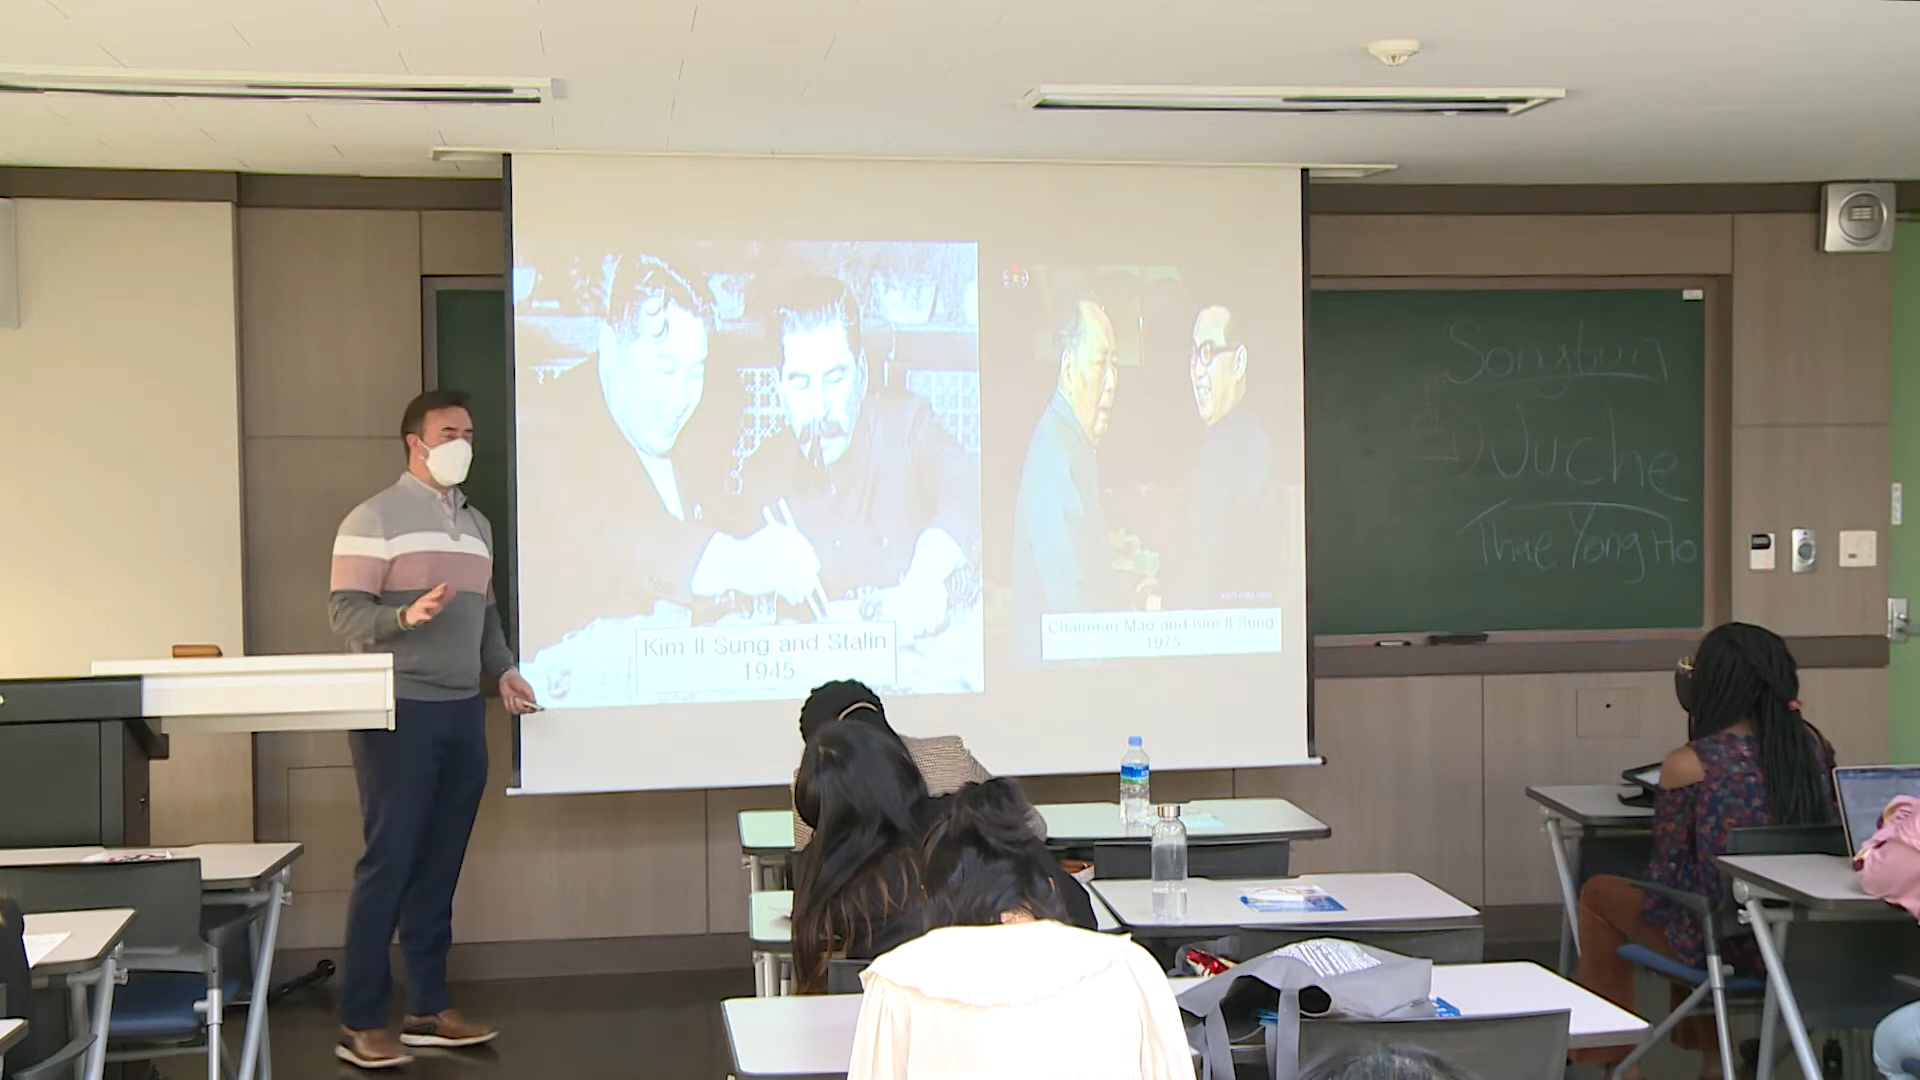 Kim Il Sung and Stalin
1945
Chairman Mao and Kim Il Sung
1975
Songbun
Juche
Thae Yong Ho